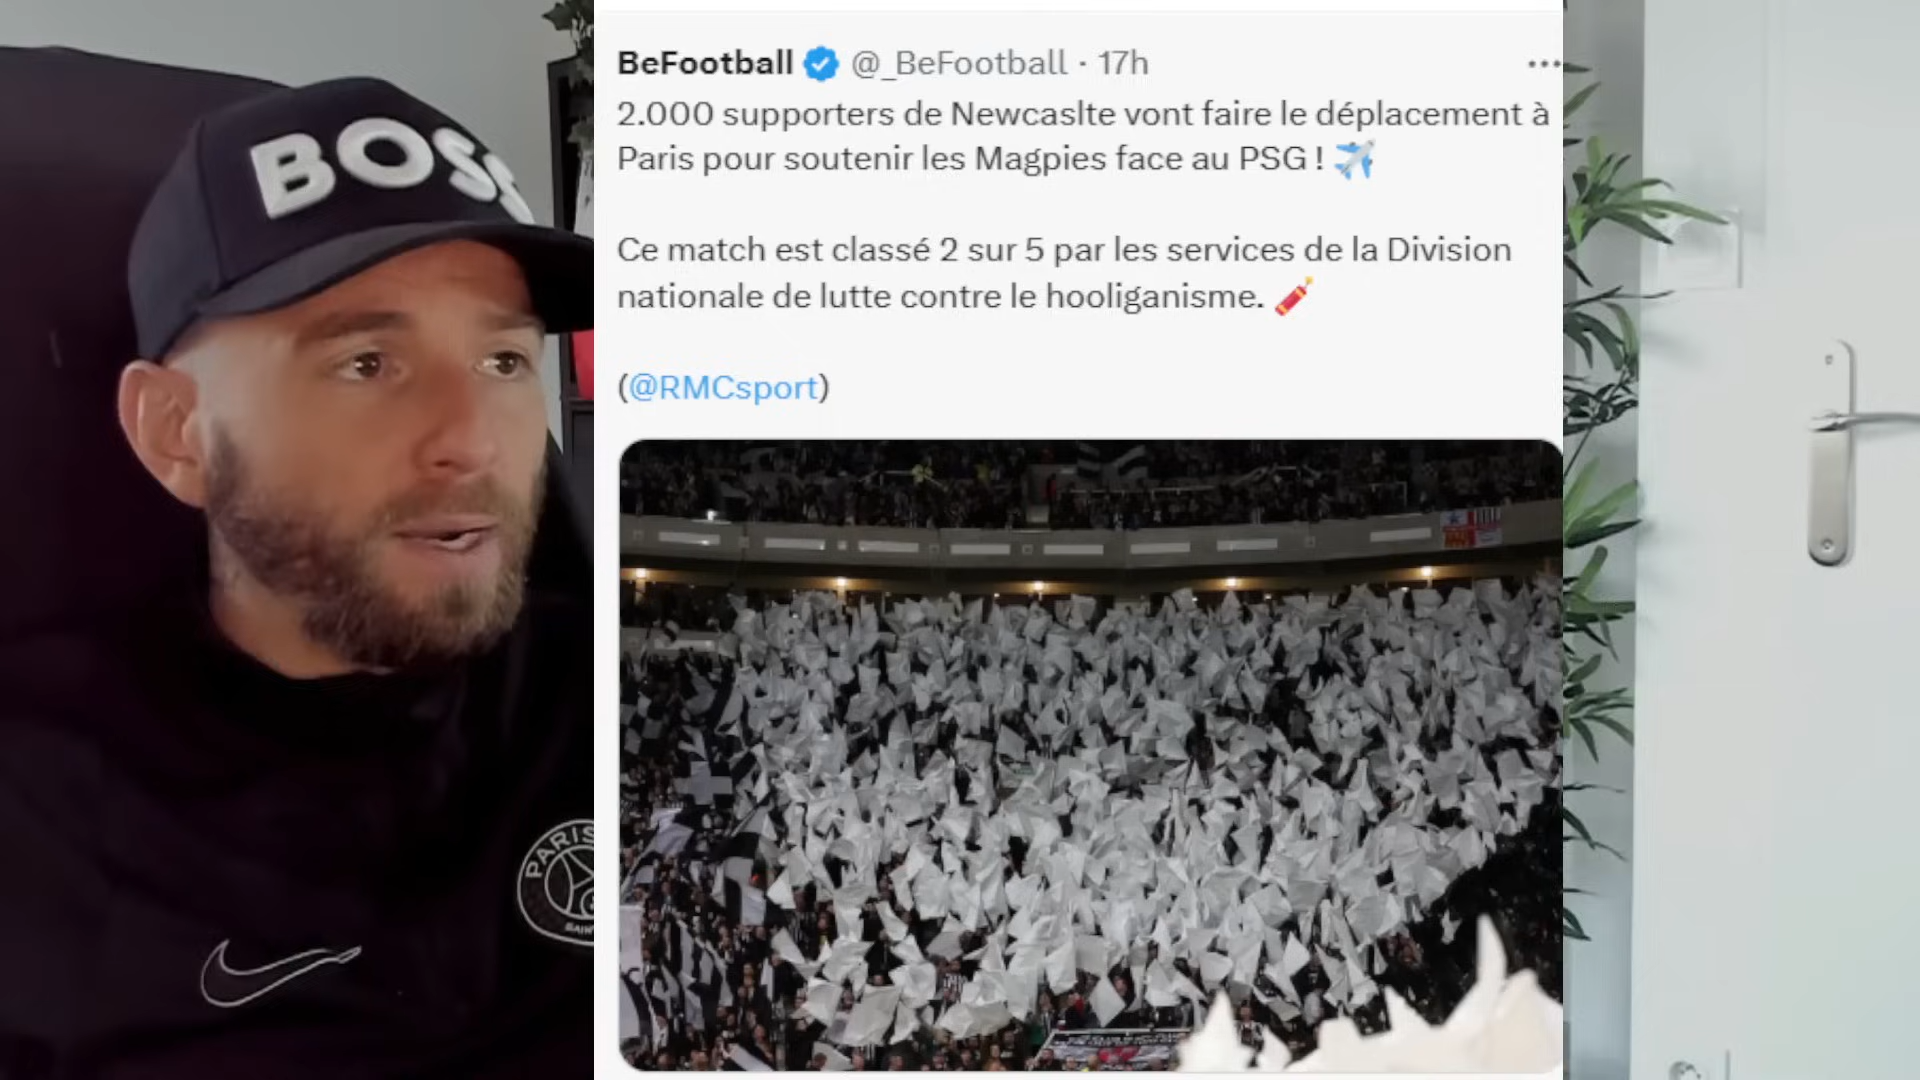 BOSS
BeFootball @_BeFootball · 17h
2.000 supporters de Newcaslte vont faire le déplacement à
Paris pour soutenir les Magpies face au PSG !
Ce match est classé 2 sur 5 par les services de la Division
nationale de lutte contre le hooliganisme.
(@RMCsport)
PARIS